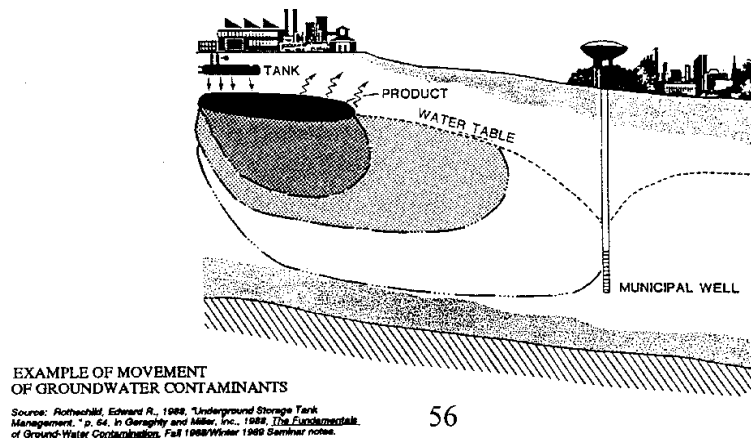 TANK
PRODUCT
WATER TABLE
MUNICIPAL WELL
EXAMPLE OF MOVEMENT
OF GROUNDWATER CONTAMINANTS
Source: Rothschild, Edward R., 1988, "Underground Storage Tank
Management, " p. 54, in Geraghty and Miller, Inc., 1988, The Fundamentals
of Ground-Water Contamination, Fall 1988/Winter 1989 Seminar notes.
56